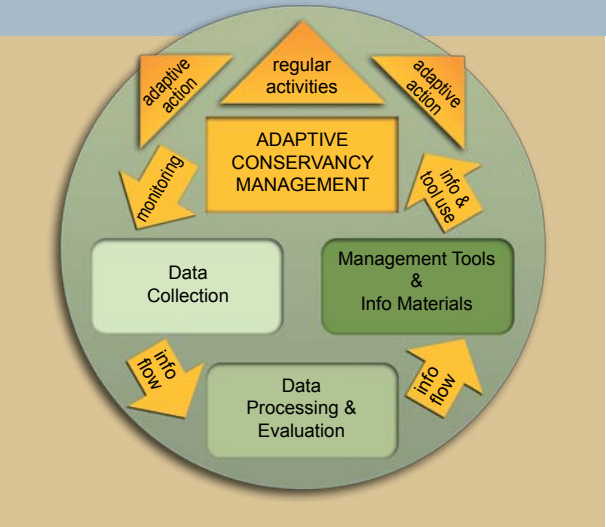 adaptive
action
regular
activities
adaptive
action
ADAPTIVE
CONSERVANCY
MANAGEMENT
monitoring
info &
tool use
Data
Collection
Management Tools
&
Info Materials
info
flow
Data
Processing &
Evaluation
info
flow